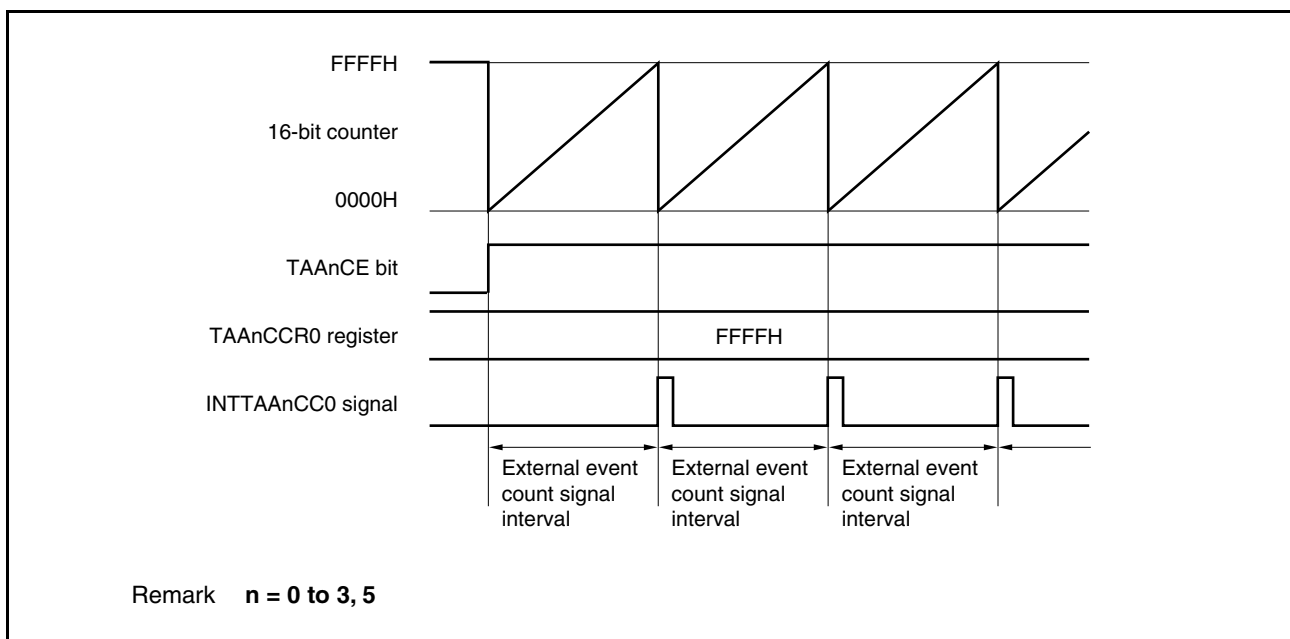 FFFFH
16-bit counter
0000H
TAAnCE bit
TAAnCCR0 register
FFFFH
INTTAAnCC0 signal
External event
count signal
interval
External event
count signal
interval
External event
count signal
interval
Remark n = 0 to 3, 5